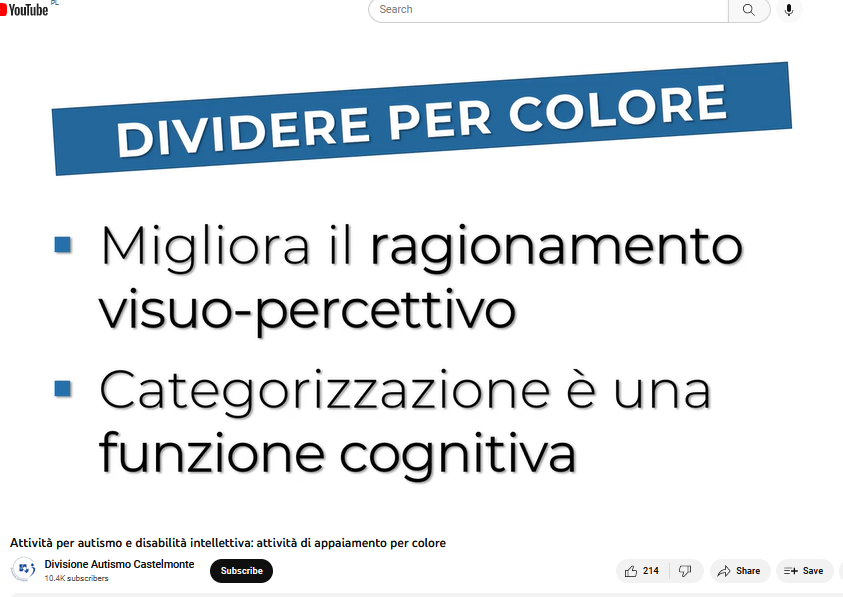 YouTube PL
Search
DIVIDERE PER COLORE
Migliora il ragionamento
visuo-percettivo
Categorizzazione è una
funzione cognitiva
Attività per autismo e disabilità intellettiva: attività di appaiamento per colore
Divisione Autismo Castelmonte
10.4K subscribers
Subscribe
214
Share
Save